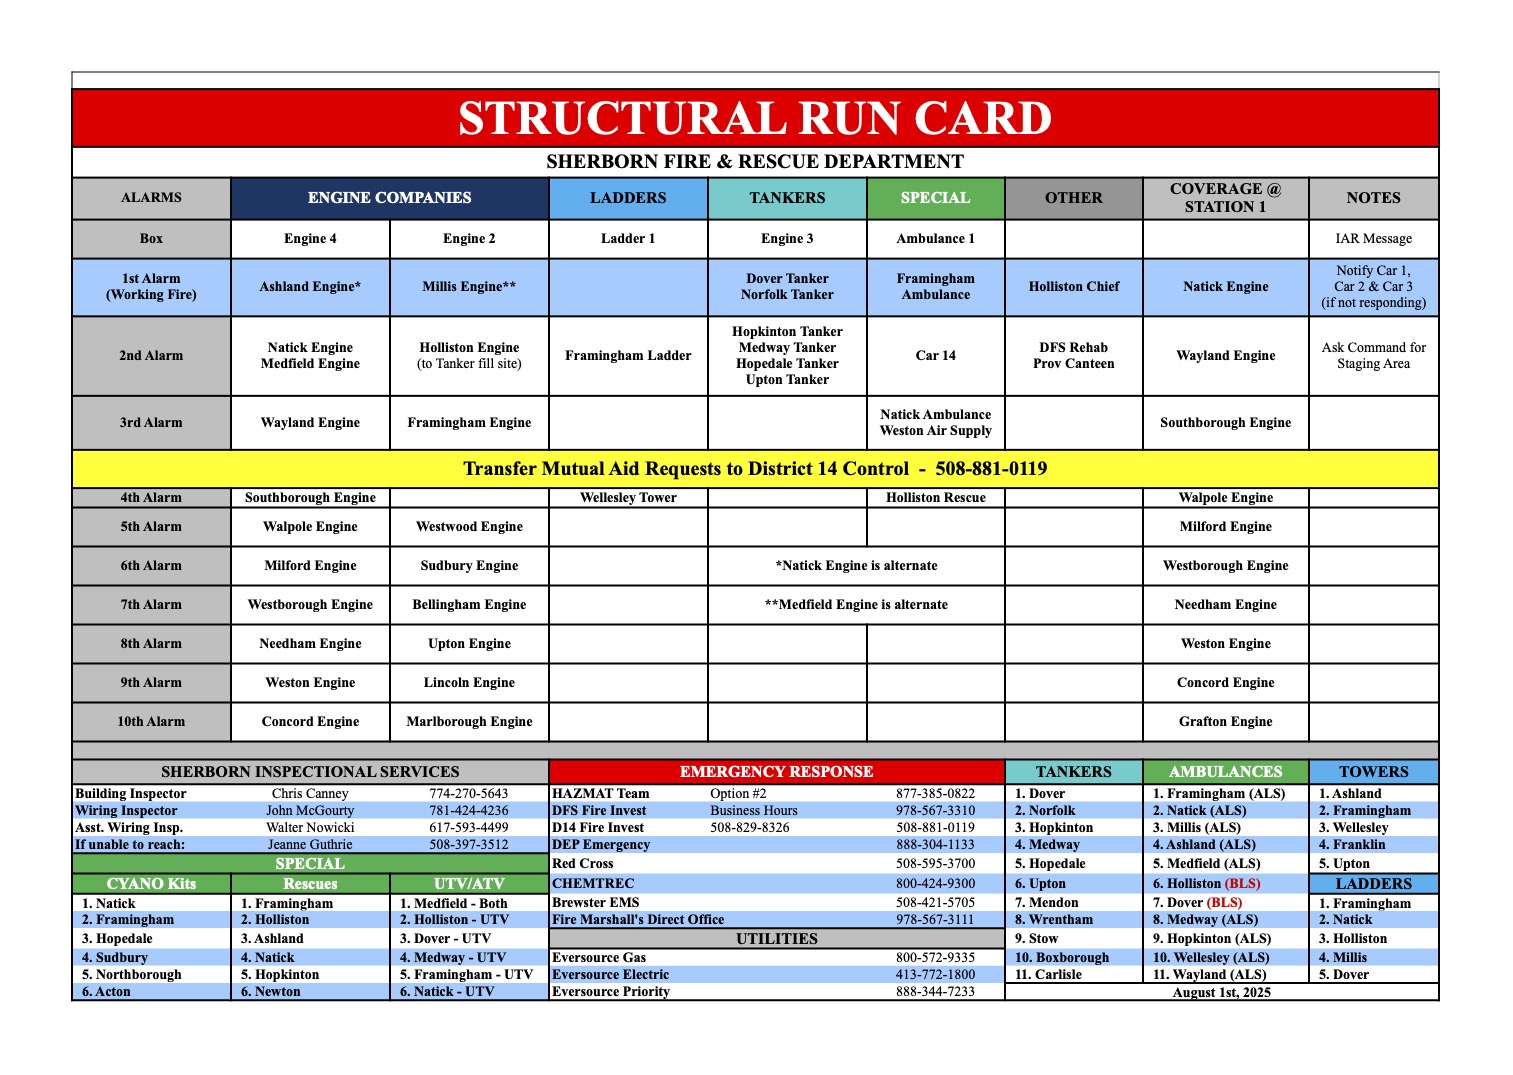 STRUCTURAL RUN CARD
SHERBORN FIRE & RESCUE DEPARTMENT
ALARMS ENGINE COMPANIES LADDERS TANKERS SPECIAL OTHER COVERAGE @ STATION 1 NOTES
Box Engine 4 Engine 2 Ladder 1 Engine 3 Ambulance 1 IAR Message
1st Alarm (Working Fire) Ashland Engine* Millis Engine** Dover Tanker Norfolk Tanker Framingham Ambulance Holliston Chief Natick Engine Notify Car 1, Car 2 & Car 3 (if not responding)
2nd Alarm Natick Engine Medfield Engine Holliston Engine (to Tanker fill site) Framingham Ladder Hopkinton Tanker Medway Tanker Hopedale Tanker Upton Tanker Car 14 DFS Rehab Prov Canteen Wayland Engine Ask Command for Staging Area
3rd Alarm Wayland Engine Framingham Engine Natick Ambulance Weston Air Supply Southborough Engine
Transfer Mutual Aid Requests to District 14 Control - 508-881-0119
4th Alarm Southborough Engine Wellesley Tower Holliston Rescue Walpole Engine
5th Alarm Walpole Engine Westwood Engine Milford Engine
6th Alarm Milford Engine Sudbury Engine *Natick Engine is alternate Westborough Engine
7th Alarm Westborough Engine Bellingham Engine **Medfield Engine is alternate Needham Engine
8th Alarm Needham Engine Upton Engine Weston Engine
9th Alarm Weston Engine Lincoln Engine Concord Engine
10th Alarm Concord Engine Marlborough Engine Grafton Engine
SHERBORN INSPECTIONAL SERVICES
Building Inspector Chris Canney 774-270-5643
Wiring Inspector John McGourty 781-424-4236
Asst. Wiring Insp. Walter Nowicki 617-593-4499
If unable to reach: Jeanne Guthrie 508-397-3512
SPECIAL
CYANO Kits Rescues UTV/ATV
1. Natick 1. Framingham 1. Medfield - Both
2. Framingham 2. Holliston 2. Holliston - UTV
3. Hopedale 3. Ashland 3. Dover - UTV
4. Sudbury 4. Natick 4. Medway - UTV
5. Northborough 5. Hopkinton 5. Framingham - UTV
6. Acton 6. Newton 6. Natick - UTV
EMERGENCY RESPONSE
HAZMAT Team Option #2 877-385-0822
DFS Fire Invest Business Hours 978-567-3310
D14 Fire Invest 508-829-8326 508-881-0119
DEP Emergency 888-304-1133
Red Cross 508-595-3700
CHEMTREC 800-424-9300
Brewster EMS 508-421-5705
Fire Marshall's Direct Office 978-567-3111
UTILITIES
Eversource Gas 800-572-9335
Eversource Electric 413-772-1800
Eversource Priority 888-344-7233
TANKERS
1. Dover
2. Norfolk
3. Hopkinton
4. Medway
5. Hopedale
6. Upton
7. Mendon
8. Wrentham
9. Stow
10. Boxborough
11. Carlisle
AMBULANCES
1. Framingham (ALS)
2. Natick (ALS)
3. Millis (ALS)
4. Ashland (ALS)
5. Medfield (ALS)
6. Holliston (BLS)
7. Dover (BLS)
8. Medway (ALS)
9. Hopkinton (ALS)
10. Wellesley (ALS)
11. Wayland (ALS)
TOWERS
1. Ashland
2. Framingham
3. Wellesley
4. Franklin
5. Upton
LADDERS
1. Framingham
2. Natick
3. Holliston
4. Millis
5. Dover
August 1st, 2025